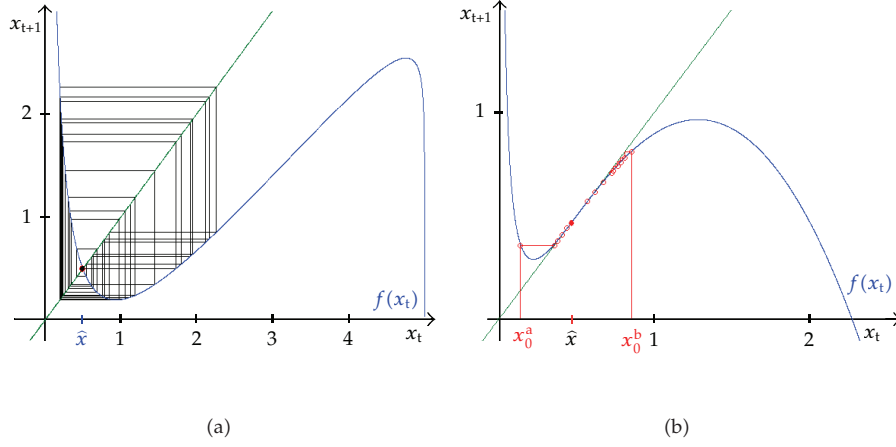 x_{t+1}
2
1
f(x_t)
x̂
1
2
3
4
x_t
(a)
x_{t+1}
1
f(x_t)
x_0^a
x̂
x_0^b
1
2
x_t
(b)